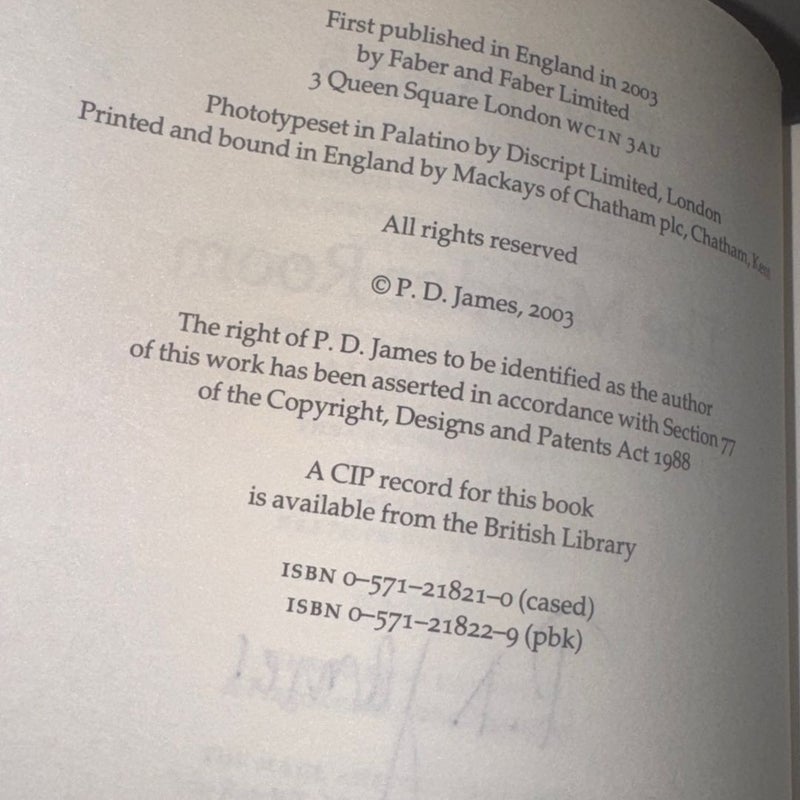 First published in England in 2003
by Faber and Faber Limited
3 Queen Square London WC1N 3AU
Phototypeset in Palatino by Discript Limited, London
Printed and bound in England by Mackays of Chatham plc, Chatham, Kent
All rights reserved
© P. D. James, 2003
The right of P. D. James to be identified as the author
of this work has been asserted in accordance with Section 77
of the Copyright, Designs and Patents Act 1988
A CIP record for this book
is available from the British Library
ISBN 0–571–21821–0 (cased)
ISBN 0–571–21822–9 (pbk)